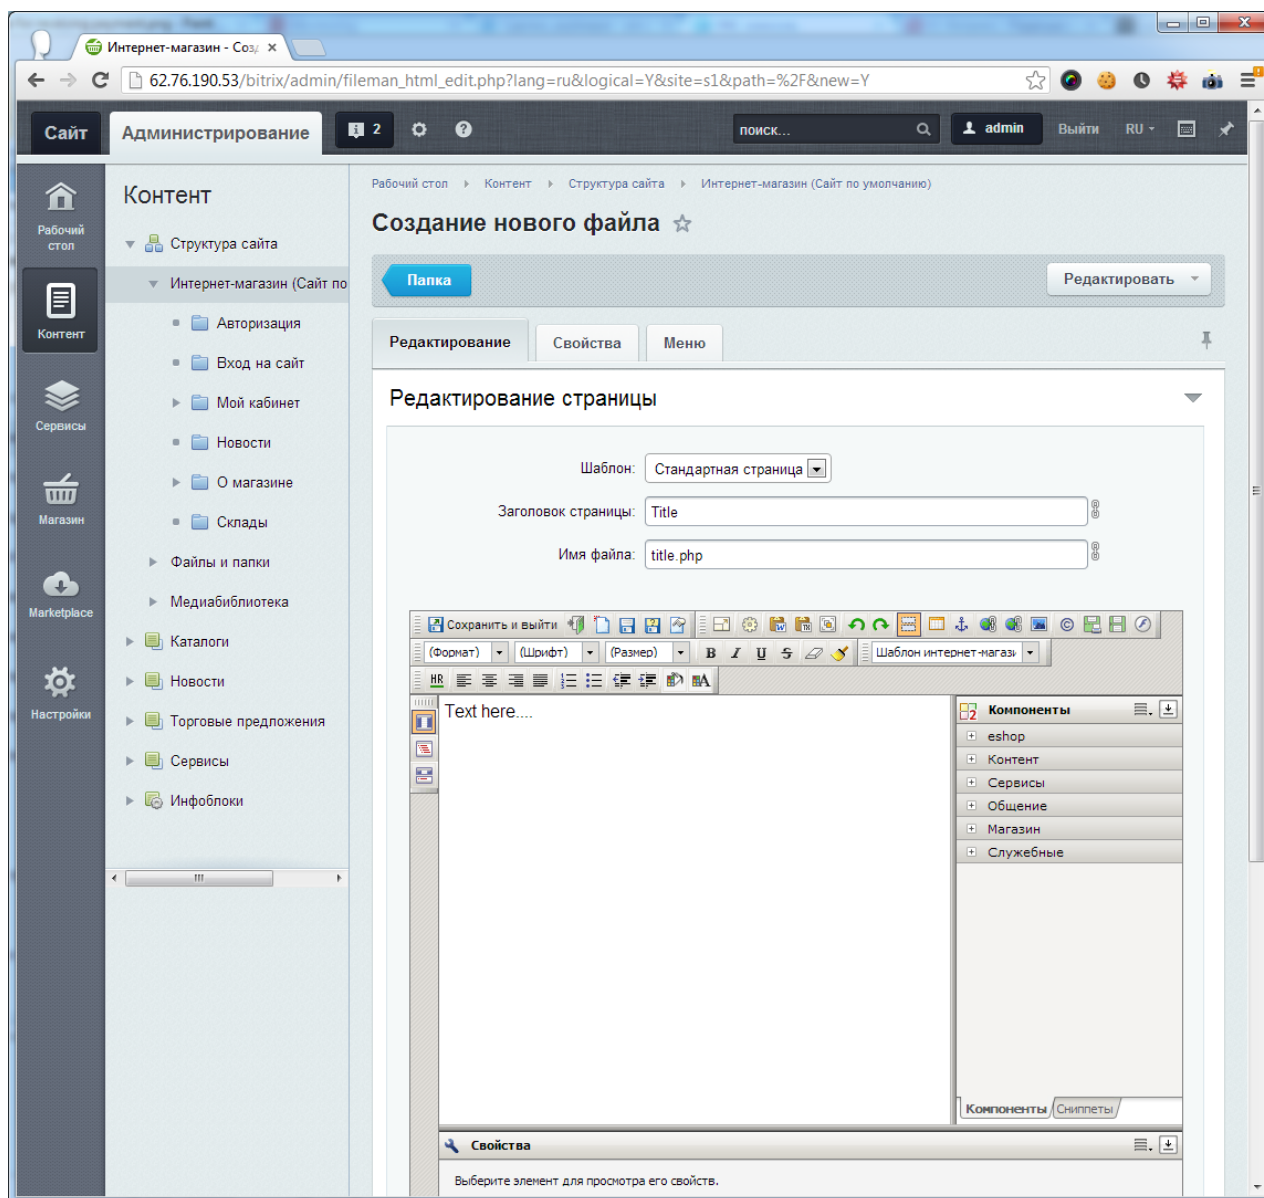 Интернет-магазин - Соз
62.76.190.53/bitrix/admin/fileman_html_edit.php?lang=ru&logical=Y&site=s1&path=%2F&new=Y
Сайт
Администрирование
2
поиск...
admin
Выйти
RU
Рабочий стол
Контент
Сервисы
Магазин
Marketplace
Настройки
Контент
Структура сайта
Интернет-магазин (Сайт по
Авторизация
Вход на сайт
Мой кабинет
Новости
О магазине
Склады
Файлы и папки
Медиабиблиотека
Каталоги
Новости
Торговые предложения
Сервисы
Инфоблоки
Рабочий стол Контент Структура сайта Интернет-магазин (Сайт по умолчанию)
Создание нового файла
Папка
Редактировать
Редактирование
Свойства
Меню
Редактирование страницы
Шаблон: Стандартная страница
Заголовок страницы: Title
Имя файла: title.php
Сохранить и выйти
(Формат) (Шрифт) (Размер) B I U S Шаблон интернет-магази
HR
Text here....
Компоненты
eshop
Контент
Сервисы
Общение
Магазин
Служебные
Компоненты Сниппеты
Свойства
Выберите элемент для просмотра его свойств.